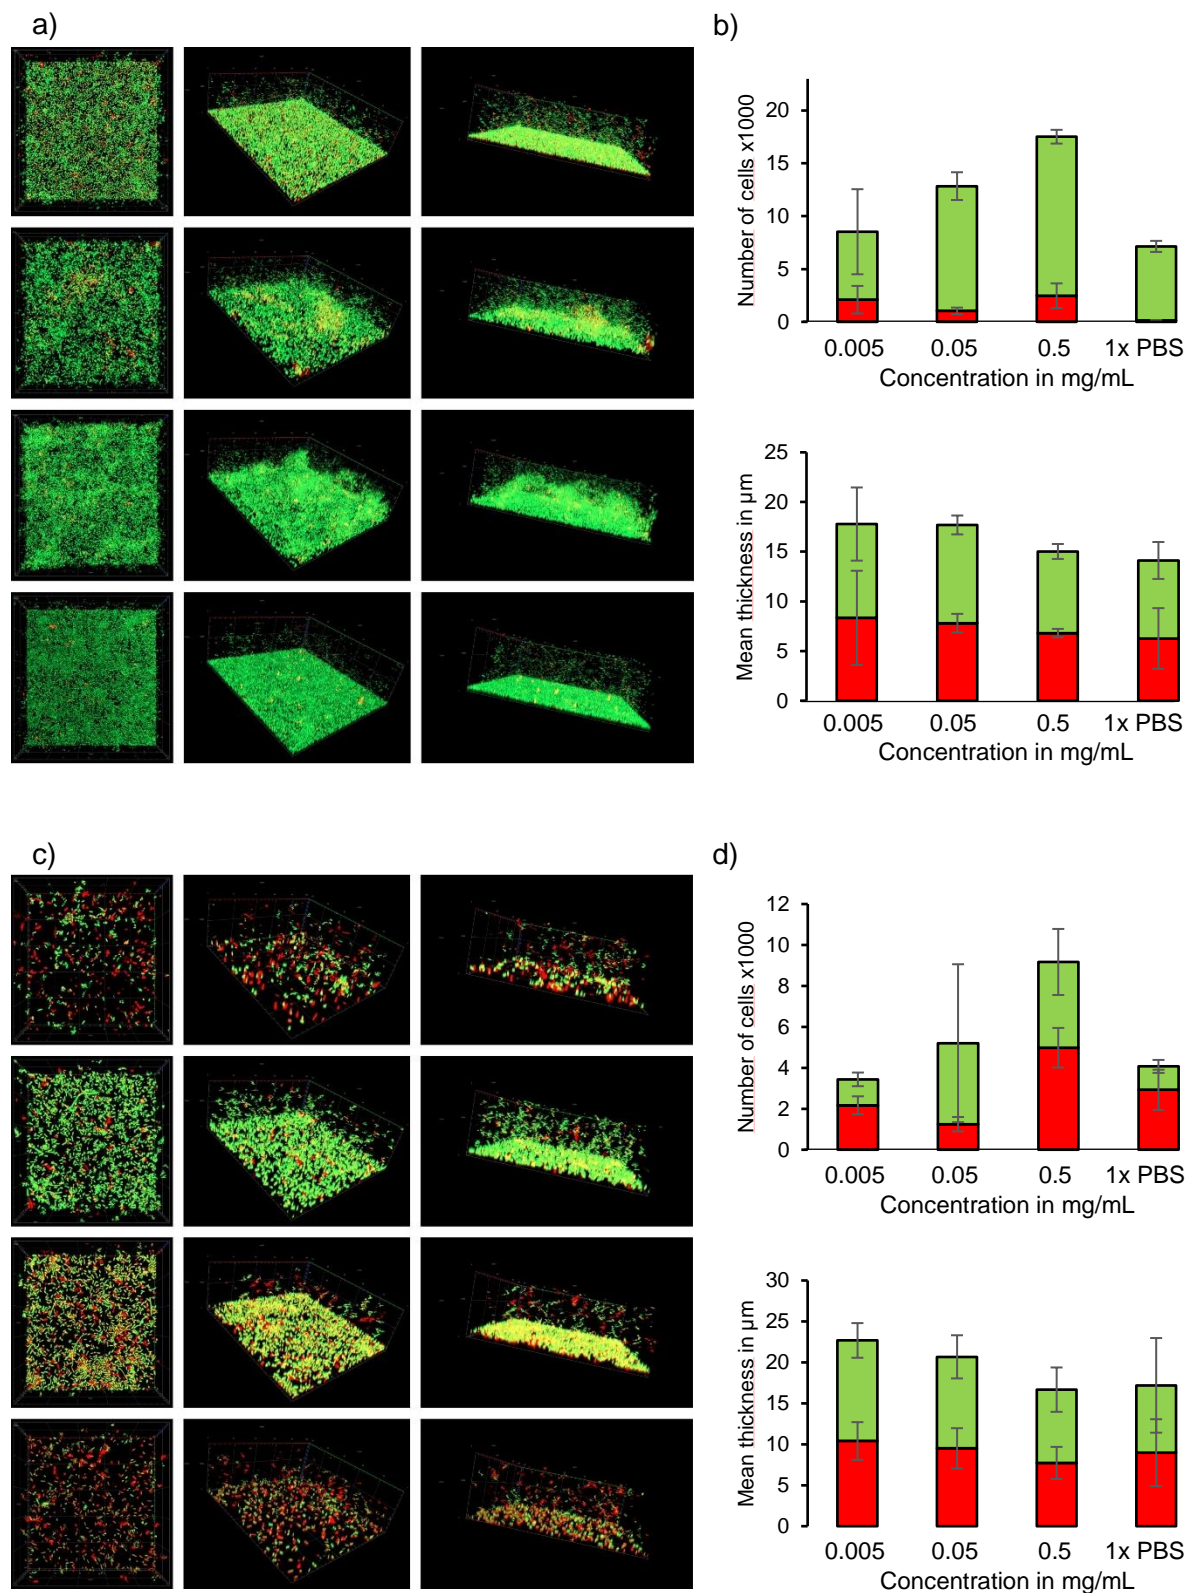 a)
b)
Number of cells x1000
20
15
10
5
0
0.005 0.05 0.5 1x PBS
Concentration in mg/mL
Mean thickness in µm
25
20
15
10
5
0
0.005 0.05 0.5 1x PBS
Concentration in mg/mL
c)
d)
Number of cells x1000
12
10
8
6
4
2
0
0.005 0.05 0.5 1x PBS
Concentration in mg/mL
Mean thickness in µm
30
25
20
15
10
5
0
0.005 0.05 0.5 1x PBS
Concentration in mg/mL